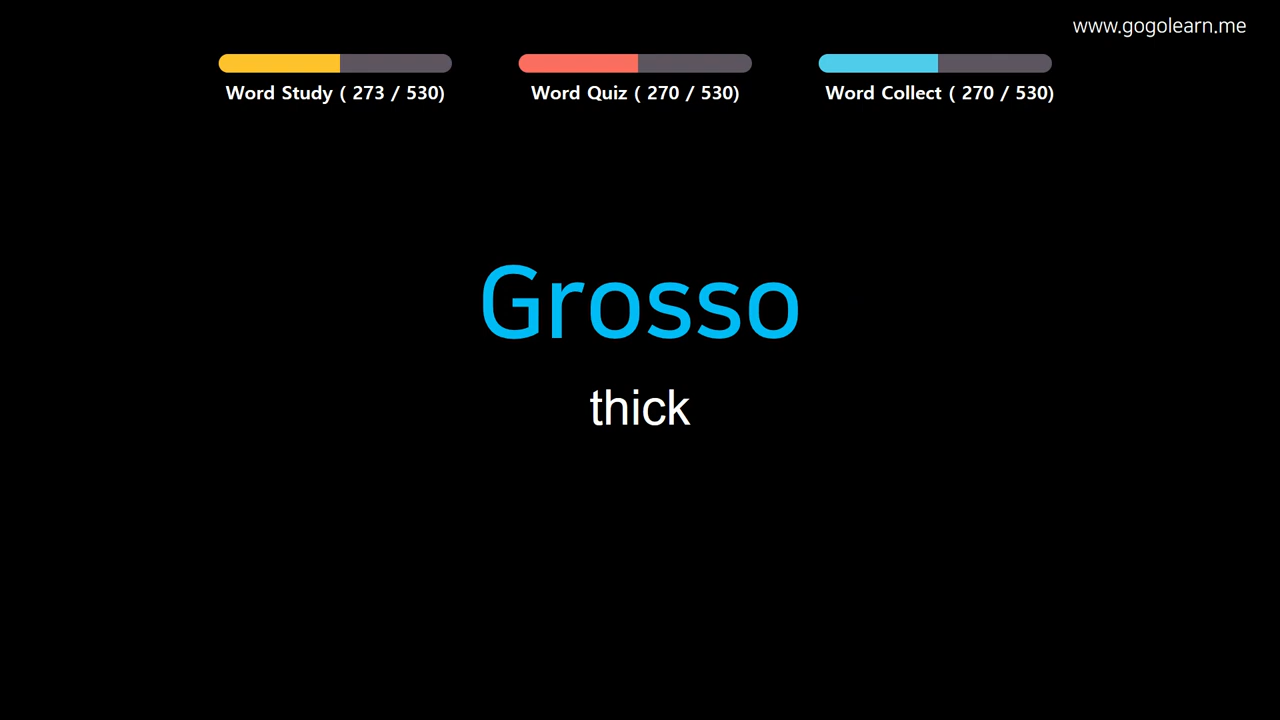 www.gogolearn.me
Word Study ( 273 / 530)
Word Quiz ( 270 / 530)
Word Collect ( 270 / 530)
Grosso
thick